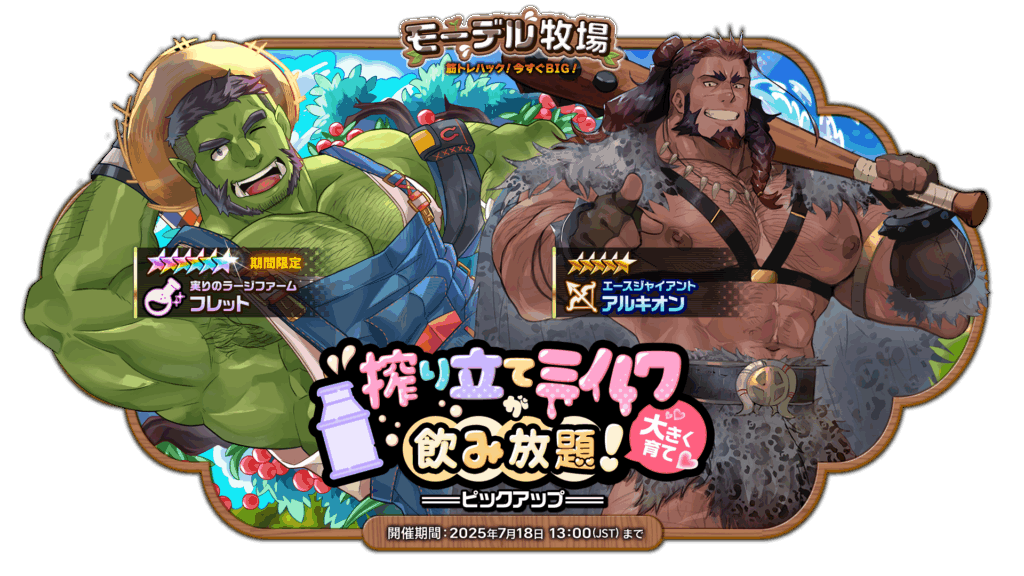 モーデル牧場
筋トレハック!今すぐBIG!
期間限定
実りのラージファーム
フレット
エースジャイアント
アルキオン
搾り立てミルクが
飲み放題!
大きく
育て
ピックアップ
開催期間:2025年7月18日 13:00(JST)まで